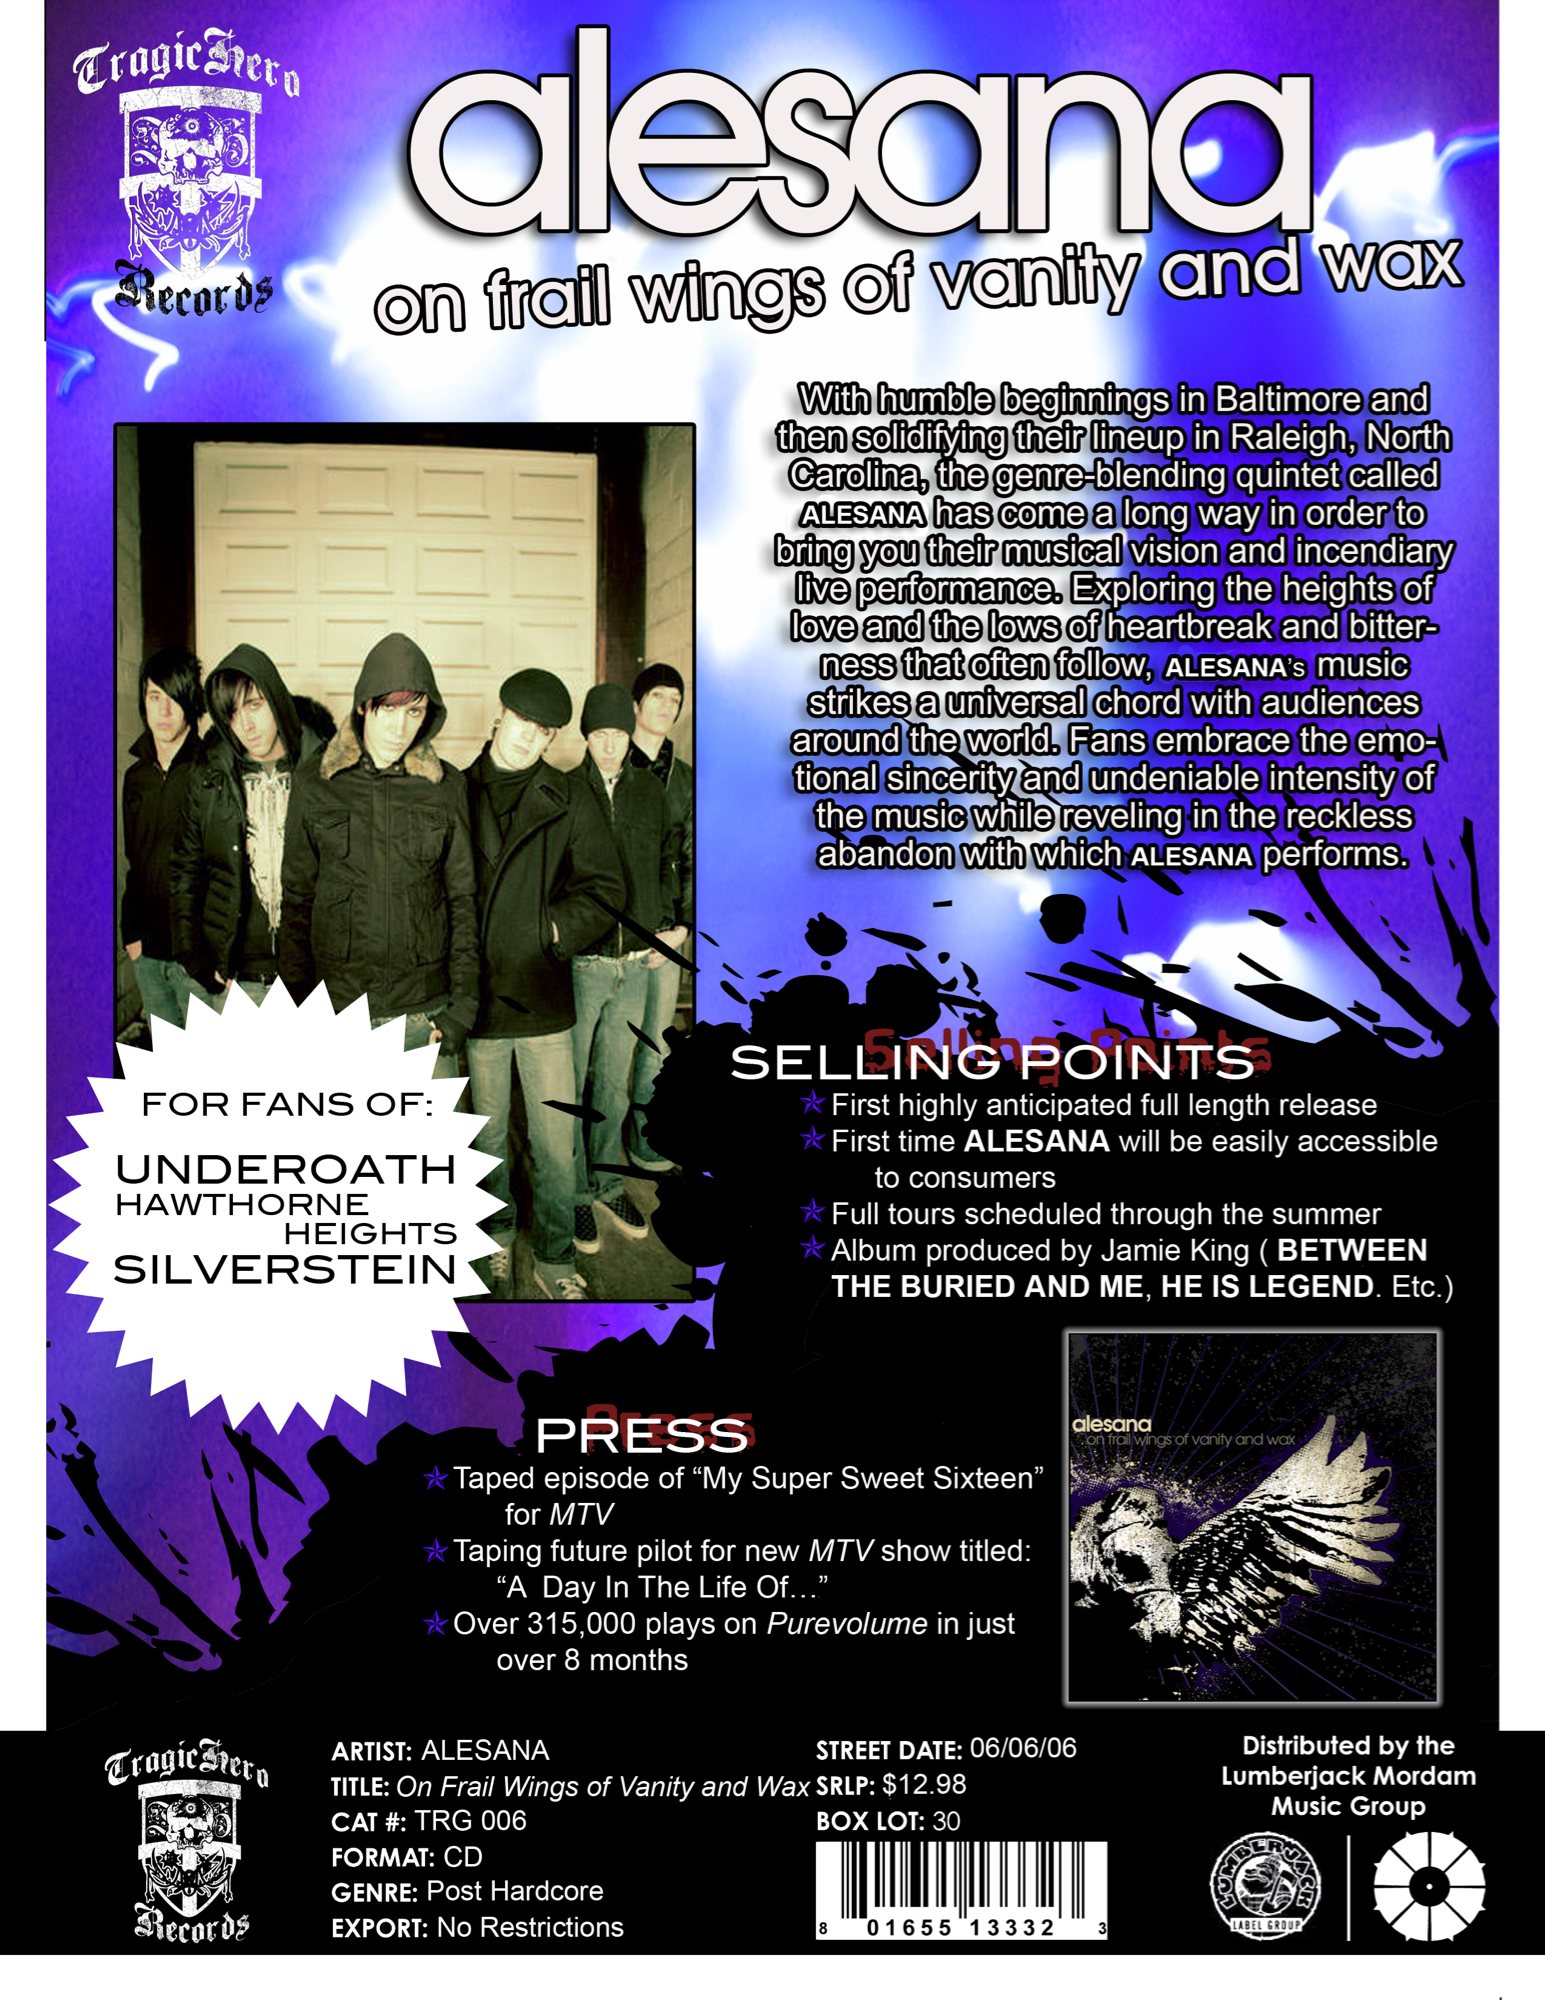 TragicHero
Records
alesana
on frail wings of vanity and wax
With humble beginnings in Baltimore and
then solidifying their lineup in Raleigh, North
Carolina, the genre-blending quintet called
ALESANA has come a long way in order to
bring you their musical vision and incendiary
live performance. Exploring the heights of
love and the lows of heartbreak and bitter-
ness that often follow, ALESANA's music
strikes a universal chord with audiences
around the world. Fans embrace the emo-
tional sincerity and undeniable intensity of
the music while reveling in the reckless
abandon with which ALESANA performs.
FOR FANS OF:
UNDEROATH
HAWTHORNE
HEIGHTS
SILVERSTEIN
Selling Points
SELLING POINTS
First highly anticipated full length release
First time ALESANA will be easily accessible
to consumers
Full tours scheduled through the summer
Album produced by Jamie King ( BETWEEN
THE BURIED AND ME, HE IS LEGEND. Etc.)
Press
PRESS
Taped episode of “My Super Sweet Sixteen”
for MTV
Taping future pilot for new MTV show titled:
“A  Day In The Life Of…”
Over 315,000 plays on Purevolume in just
over 8 months
alesana
on frail wings of vanity and wax
TragicHero
Records
ARTIST: ALESANA
TITLE: On Frail Wings of Vanity and Wax
CAT #: TRG 006
FORMAT: CD
GENRE: Post Hardcore
EXPORT: No Restrictions
STREET DATE: 06/06/06
SRLP: $12.98
BOX LOT: 30
8 01655 13332 3
Distributed by the
Lumberjack Mordam
Music Group
LUMBERJACK
LABEL GROUP